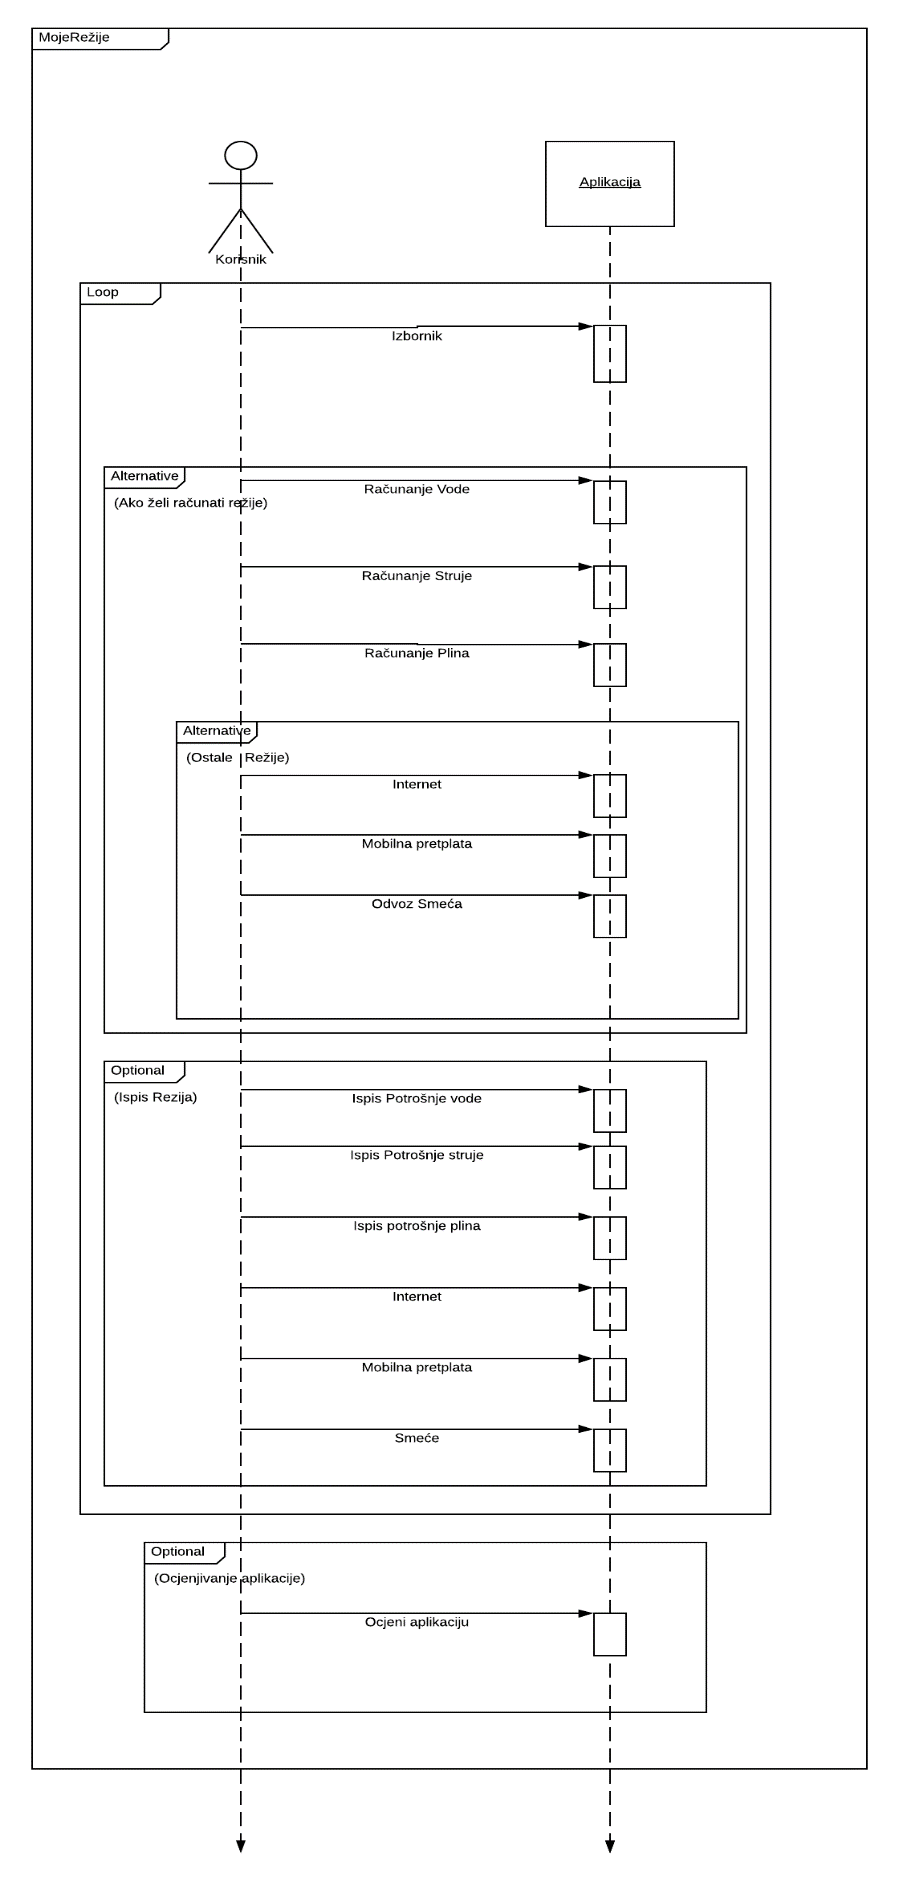 MojeRežije
Aplikacija
Korisnik
Loop
Izbornik
Alternative
Računanje Vode
(Ako želi računati režije)
Računanje Struje
Računanje Plina
Alternative
(Ostale Režije)
Internet
Mobilna pretplata
Odvoz Smeća
Optional
(Ispis Rezija)
Ispis Potrošnje vode
Ispis Potrošnje struje
Ispis potrošnje plina
Internet
Mobilna pretplata
Smeće
Optional
(Ocjenjivanje aplikacije)
Ocjeni aplikaciju